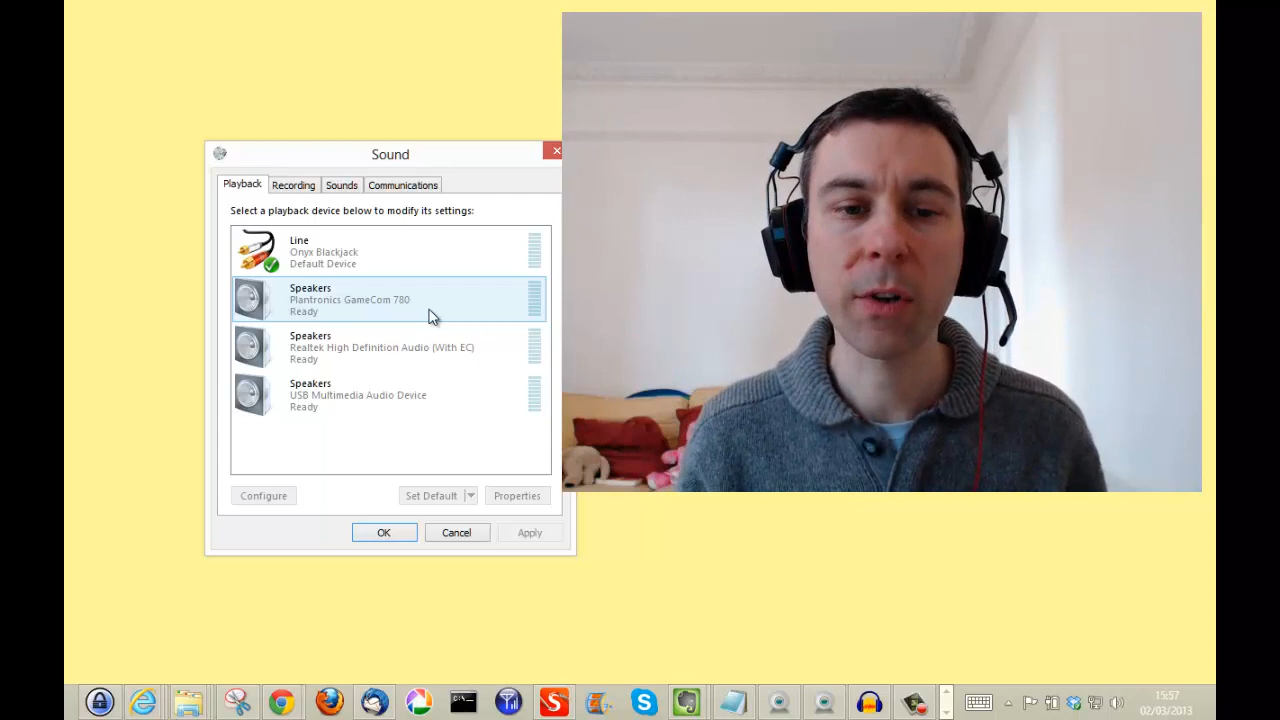 Sound
Playback
Recording
Sounds
Communications
Select a playback device below to modify its settings:
Line
Onyx Blackjack
Default Device
Speakers
Plantronics GameCom 780
Ready
Speakers
Realtek High Definition Audio (With EC)
Ready
Speakers
USB Multimedia Audio Device
Ready
Configure
Set Default
Properties
OK
Cancel
Apply
15:57
02/03/2013